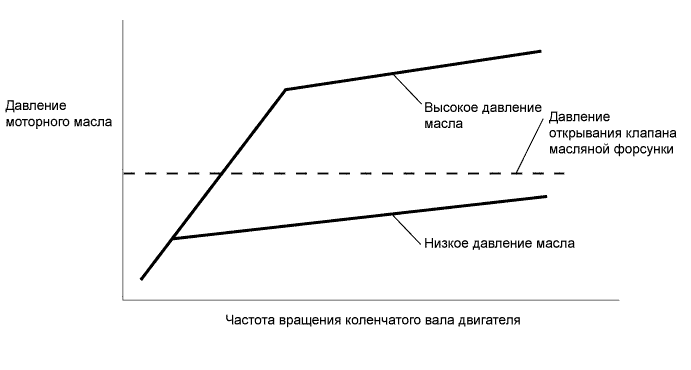 Давление
моторного масла
Высокое давление
масла
Давление
открывания клапана
масляной форсунки
Низкое давление масла
Частота вращения коленчатого вала двигателя